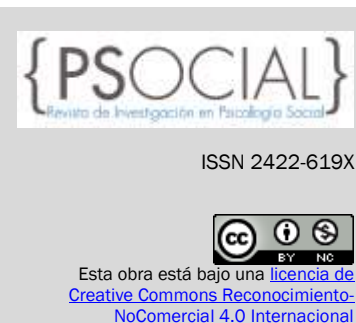 {PSOCIAL}
Revista de Investigación en Psicología Social
ISSN 2422-619X
cc
BY NC
Esta obra está bajo una licencia de
Creative Commons Reconocimiento-
NoComercial 4.0 Internacional